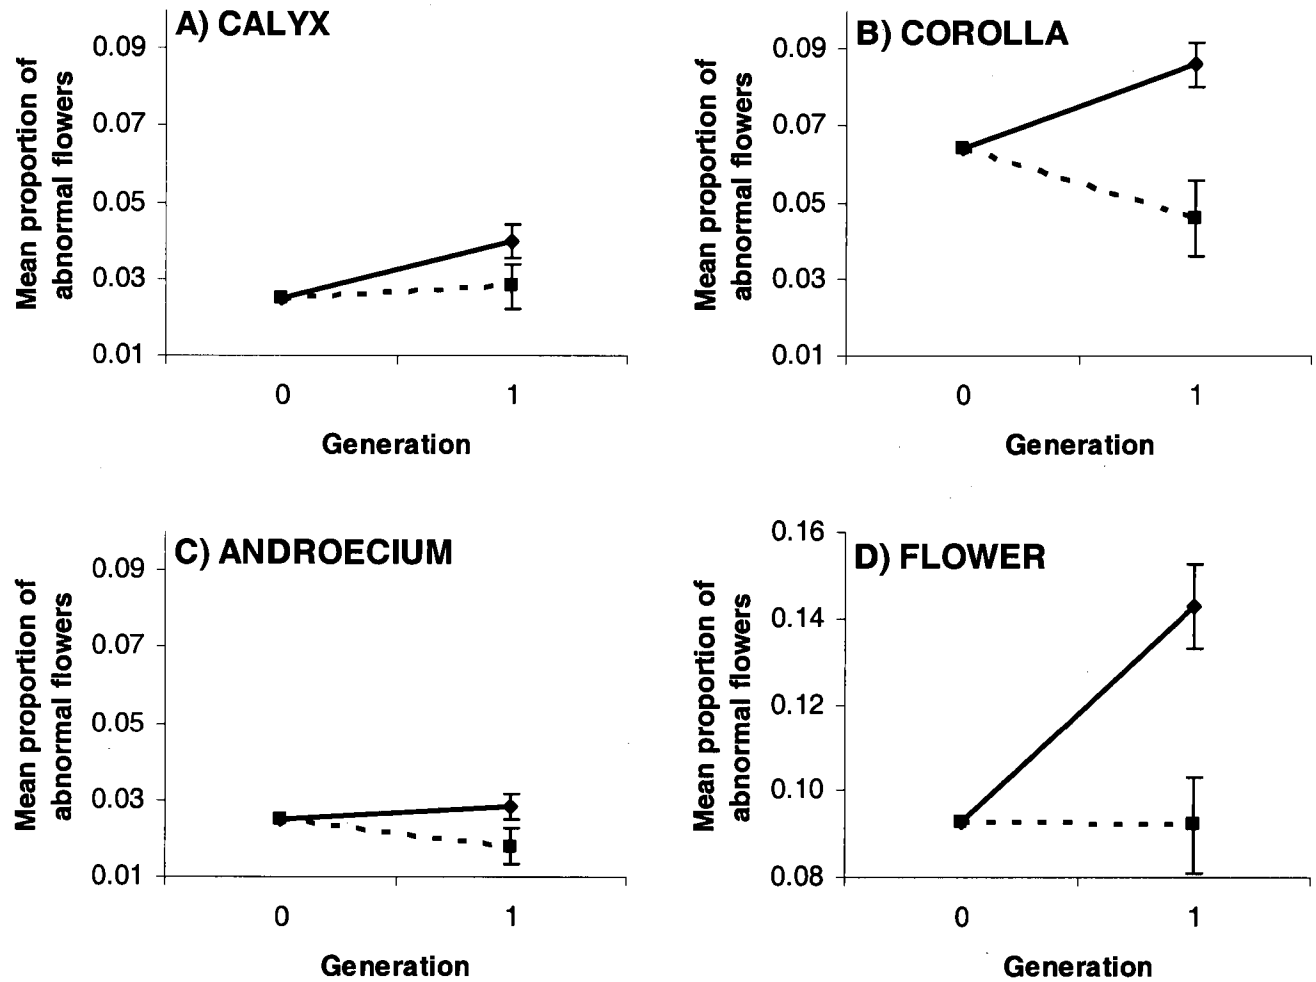 A) CALYX
Mean proportion of
abnormal flowers
0.09
0.07
0.05
0.03
0.01
0 1
Generation
B) COROLLA
Mean proportion of
abnormal flowers
0.09
0.07
0.05
0.03
0.01
0 1
Generation
C) ANDROECIUM
Mean proportion of
abnormal flowers
0.09
0.07
0.05
0.03
0.01
0 1
Generation
D) FLOWER
Mean proportion of
abnormal flowers
0.16
0.14
0.12
0.10
0.08
0 1
Generation